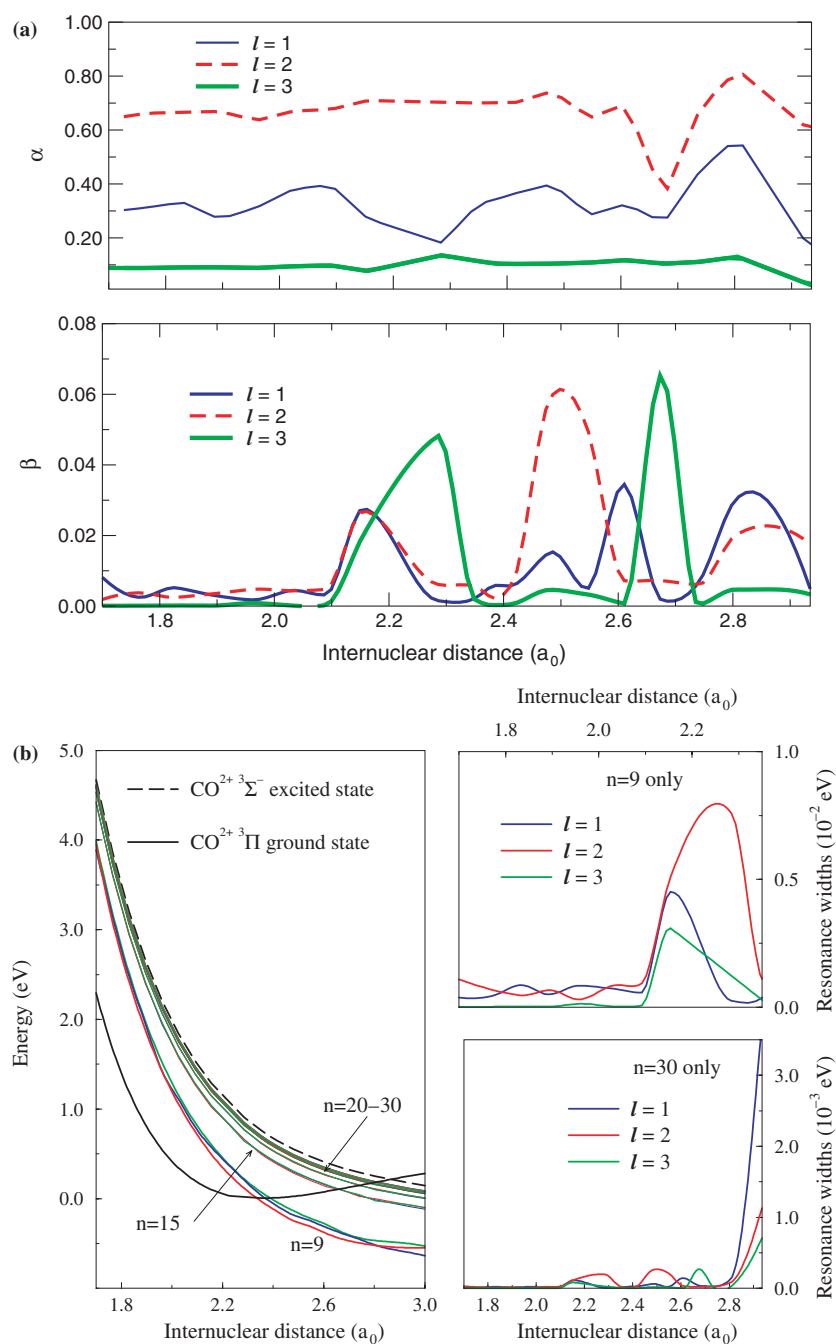 (a)
1.00
0.80
0.60
0.40
0.20
α
l = 1
l = 2
l = 3
0.08
0.06
0.04
0.02
0.00
β
l = 1
l = 2
l = 3
1.8 2.0 2.2 2.4 2.6 2.8
Internuclear distance (a0)
(b)
5.0
4.0
3.0
2.0
1.0
0.0
Energy (eV)
CO2+ 3Σ− excited state
CO2+ 3Π ground state
n=20–30
n=15
n=9
1.8 2.2 2.6 3.0
Internuclear distance (a0)
Internuclear distance (a0)
1.8 2.0 2.2
n=9 only
l = 1
l = 2
l = 3
1.0
0.5
0.0
Resonance widths (10−2 eV)
n=30 only
l = 1
l = 2
l = 3
3.0
2.0
1.0
0.0
Resonance widths (10−3 eV)
1.8 2.0 2.2 2.4 2.6 2.8
Internuclear distance (a0)